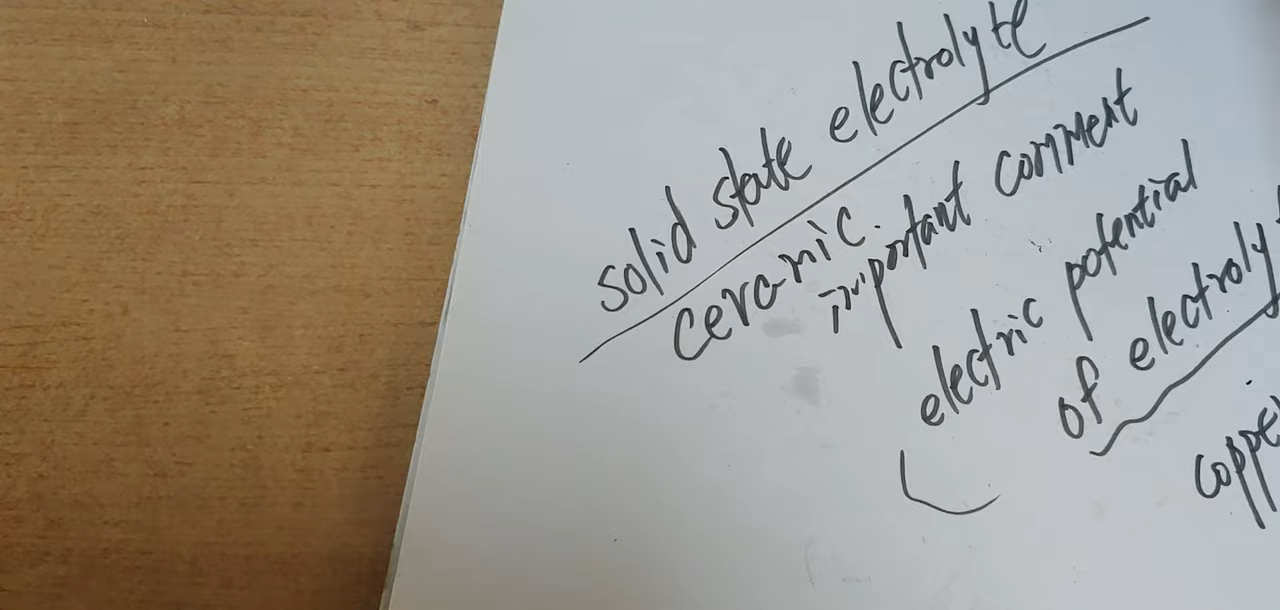 solid state electrolyte
ceramic.
important comment
electric potential
of electroly
coppe